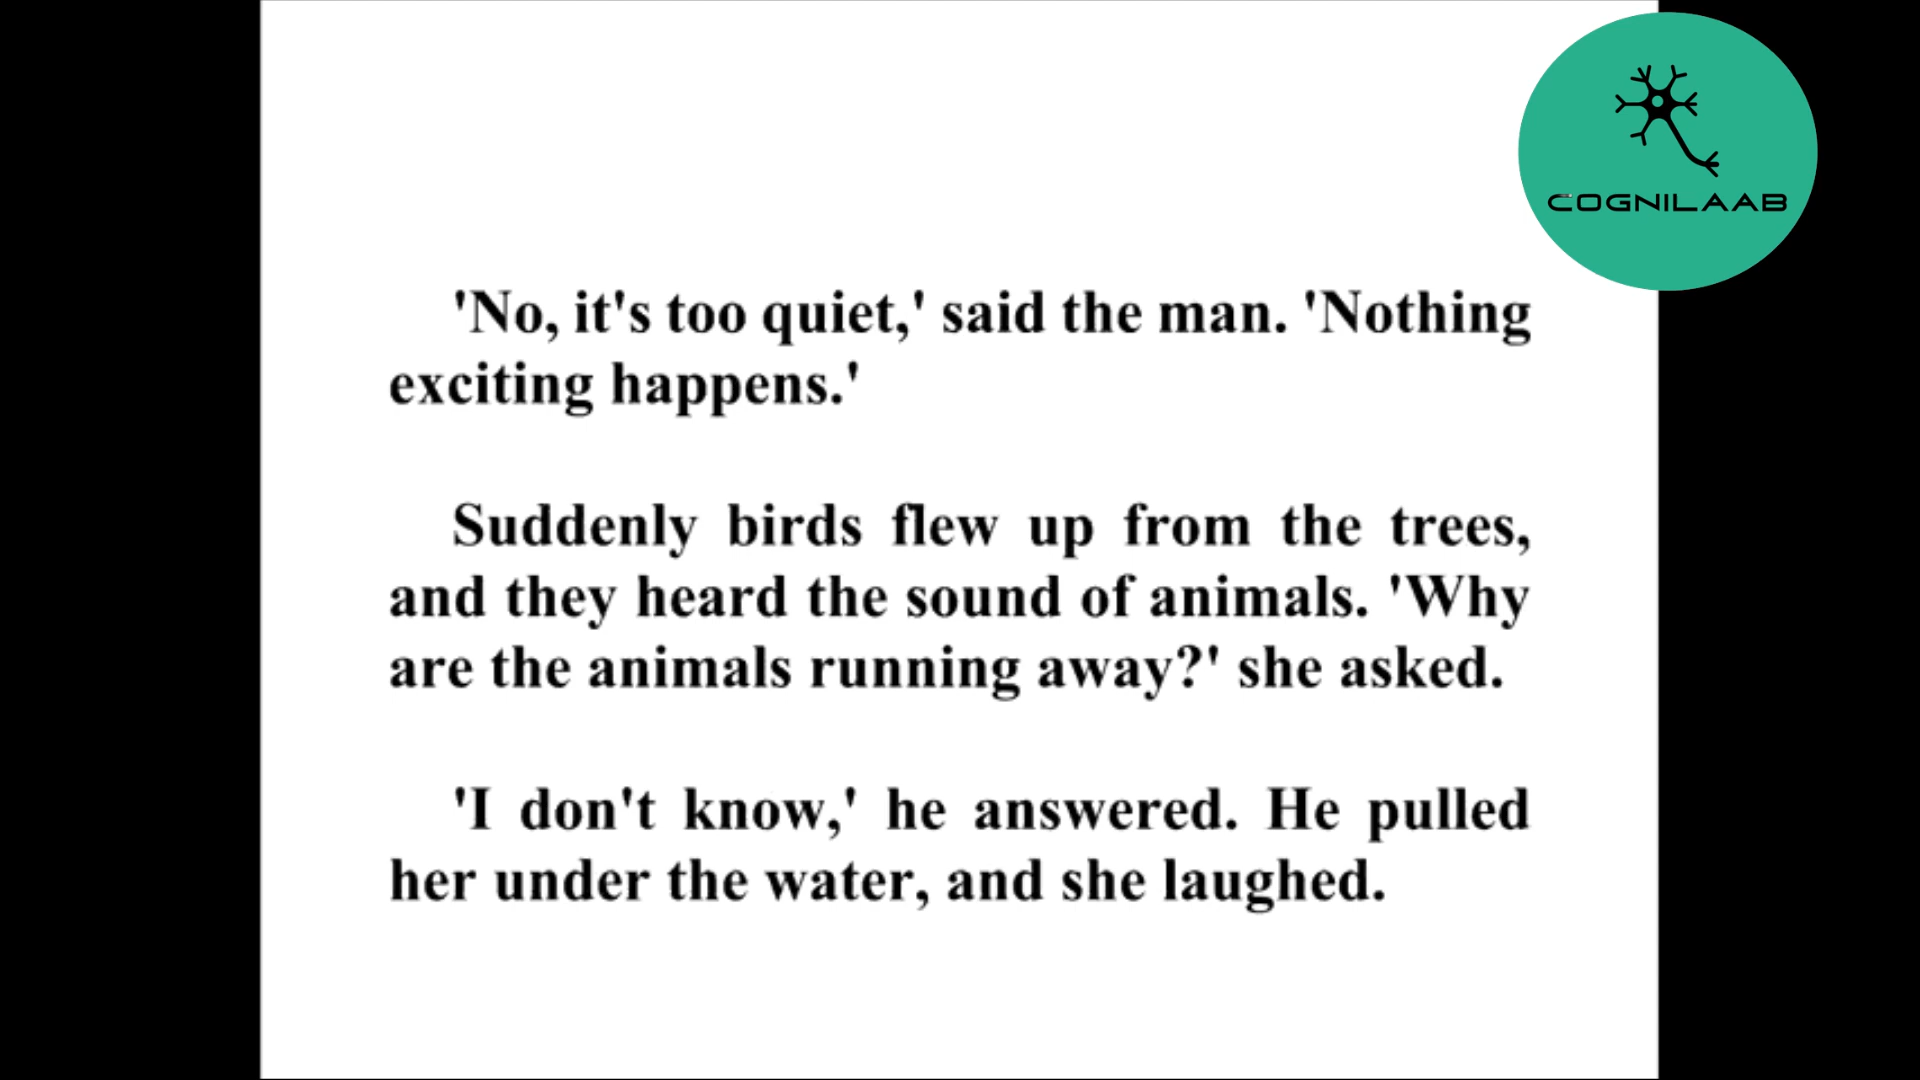 COGNILAAB
'No, it's too quiet,' said the man. 'Nothing
exciting happens.'
Suddenly birds flew up from the trees,
and they heard the sound of animals. 'Why
are the animals running away?' she asked.
'I don't know,' he answered. He pulled
her under the water, and she laughed.